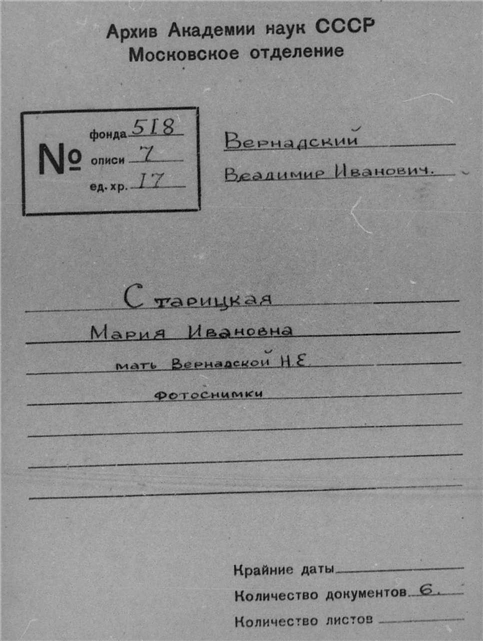 Архив Академии наук СССР
Московское отделение
№
фонда 518
описи 7
ед. хр. 17
Вернадский
Владимир Иванович.
Старицкая
Мария Ивановна
мать Вернадской Н.Е.
Фотоснимки
Крайние даты
Количество документов 6.
Количество листов